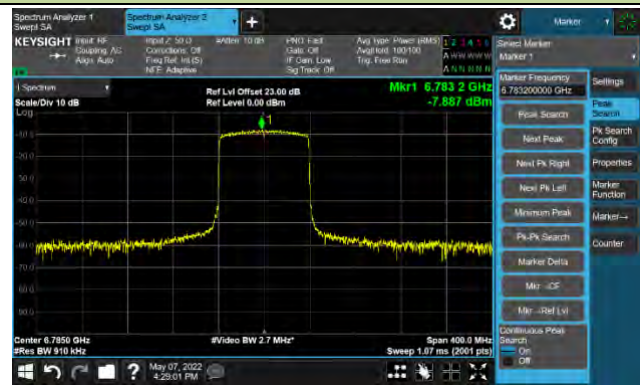 Spectrum Analyzer 1
Swept SA
Spectrum Analyzer 2
Swept SA
+
Marker
KEYSIGHT
Input: RF
Coupling: AC
Align: Auto
Input Z: 50 Ω
Corrections: Off
Freq Ref: Int (S)
NFE: Adaptive
#Atten: 10 dB
PNO: Fast
Gate: Off
IF Gain: Low
Sig Track: Off
Avg Type: Power (RMS)
Avg|Hold: 100/100
Trig: Free Run
1 2 3 4 5 6
A W W W W W
A N N N N N
Select Marker
Marker 1
1 Spectrum
Scale/Div 10 dB
Log
Ref Lvl Offset 23.00 dB
Ref Level 0.00 dBm
Mkr1 6.783 2 GHz
-7.887 dBm
1
-10.0
-50.0
-60.0
-70.0
-90.0
Center 6.7850 GHz
#Res BW 910 kHz
#Video BW 2.7 MHz*
Span 400.0 MHz
Sweep 1.07 ms (2001 pts)
Marker Frequency
6.783200000 GHz
Peak Search
Next Peak
Next Pk Right
Next Pk Left
Minimum Peak
Pk-Pk Search
Marker Delta
Mkr→CF
Mkr→Ref Lvl
Continuous Peak
Search
On
Off
Settings
Peak
Search
Pk Search
Config
Properties
Marker
Function
Marker→
Counter
?
May 07, 2022
4:29:01 PM